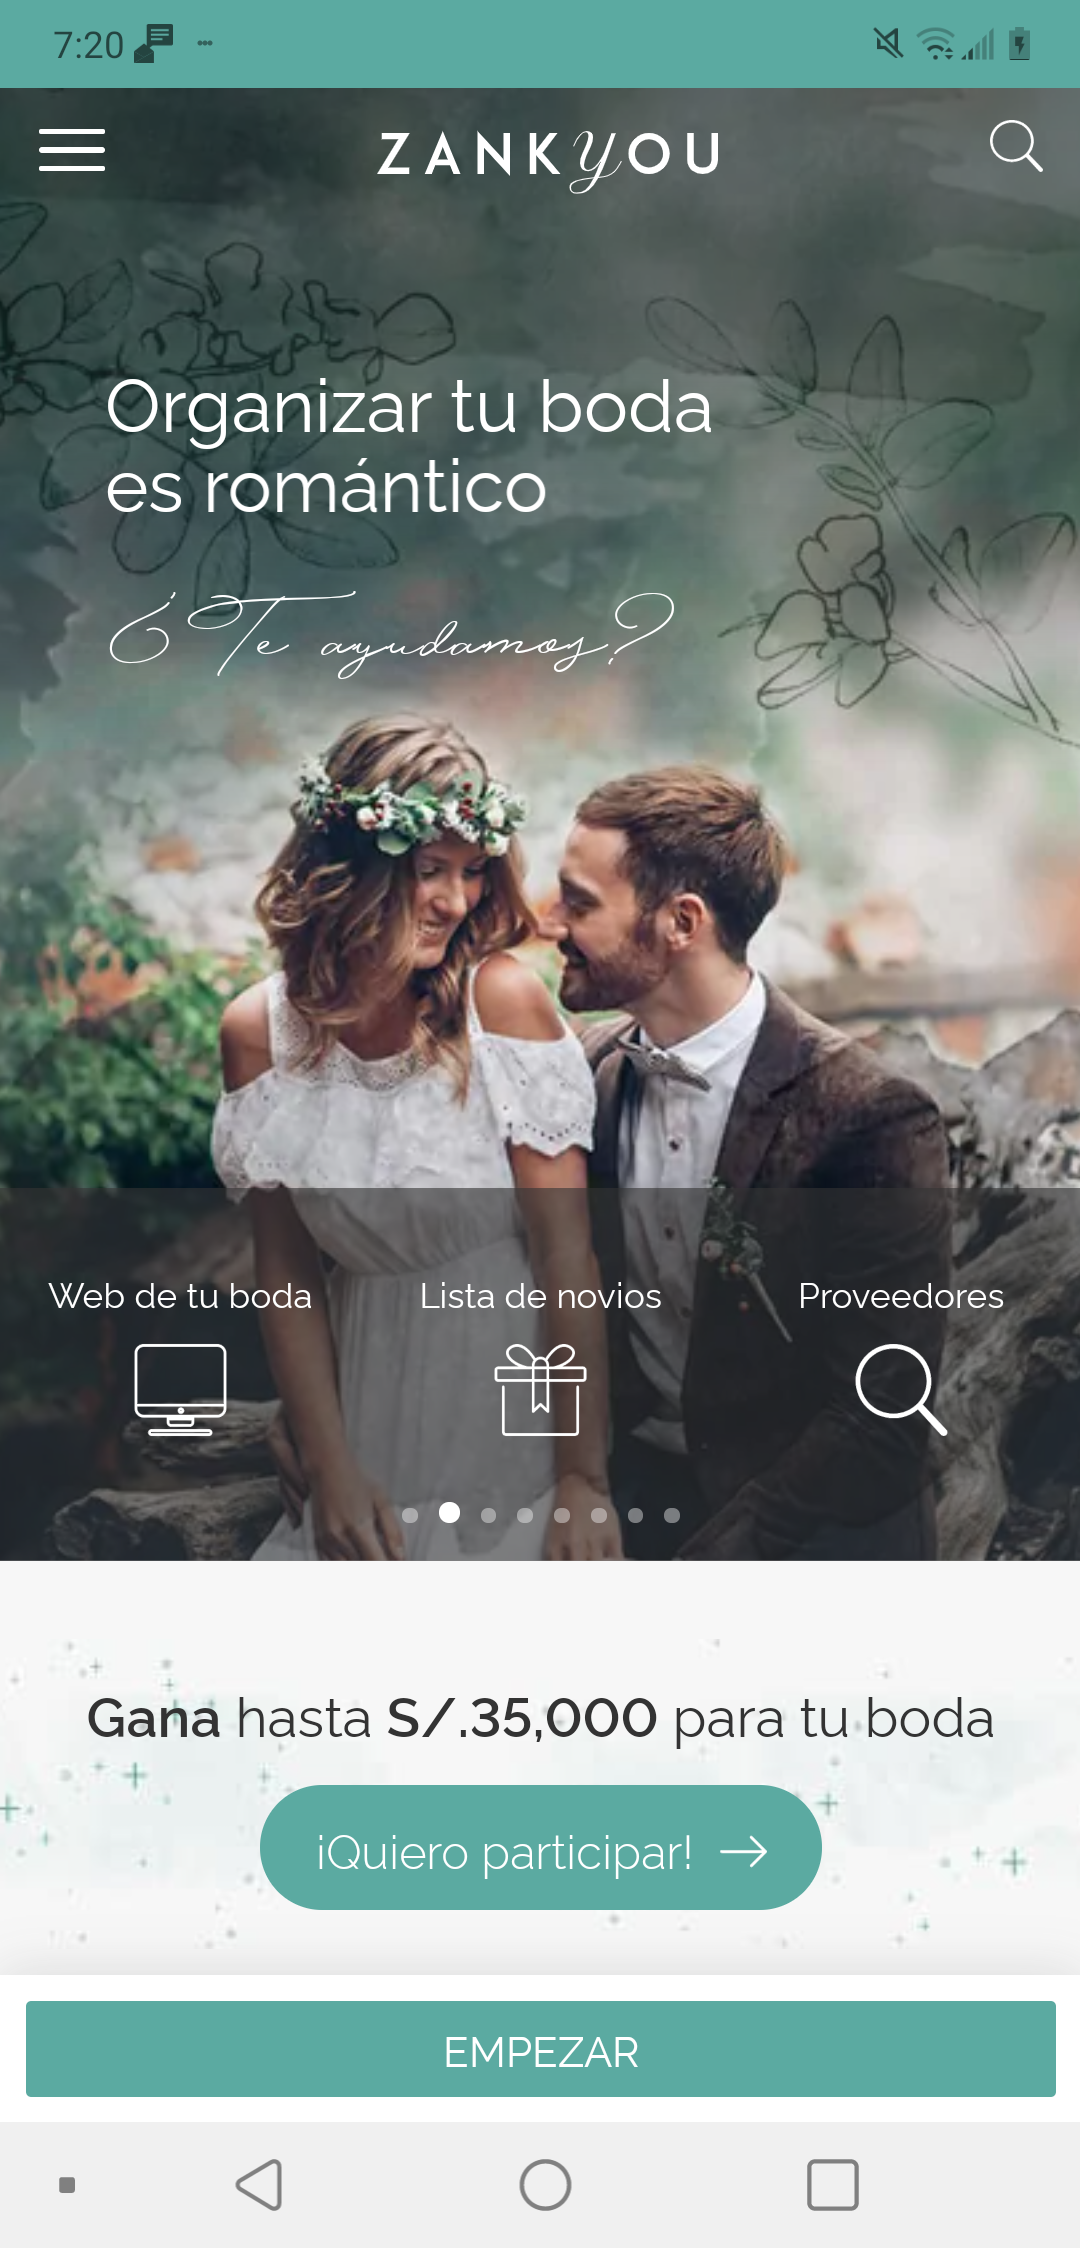 7:20
ZANKYOU
Organizar tu boda
es romántico
¿Te ayudamos?
Web de tu boda
Lista de novios
Proveedores
Gana hasta S/.35,000 para tu boda
¡Quiero participar!
EMPEZAR